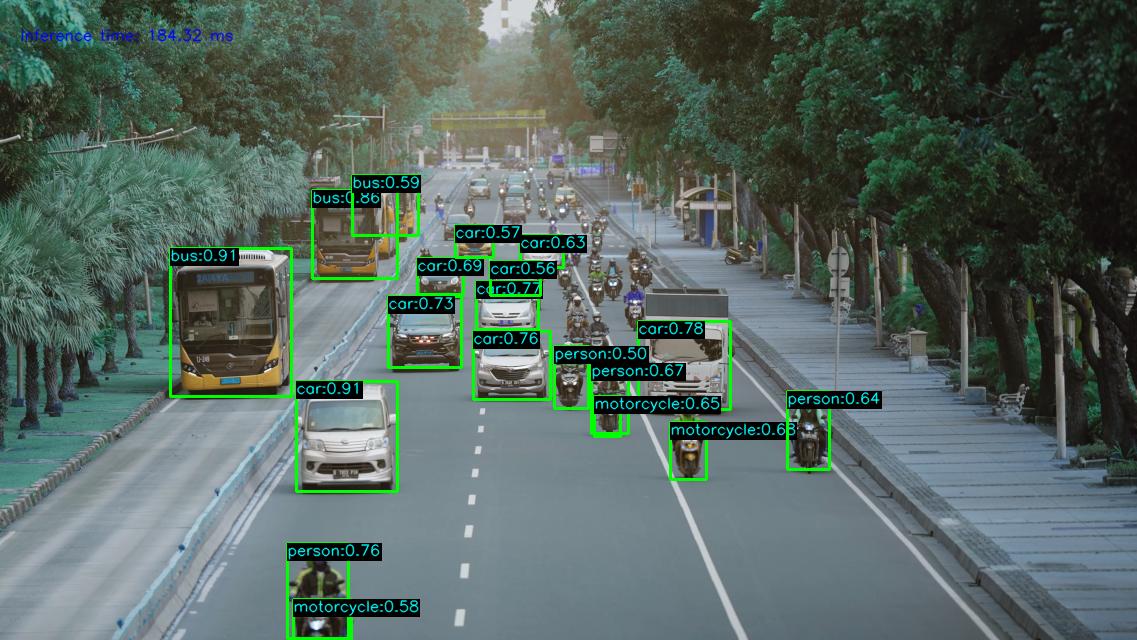 Inference time: 184.32 ms
bus:0.59
bus:0.86
car:0.57
car:0.63
bus:0.91
car:0.69
car:0.56
car:0.77
car:0.73
car:0.78
car:0.76
person:0.50
person:0.67
car:0.91
person:0.64
motorcycle:0.65
motorcycle:0.68
person:0.76
motorcycle:0.58